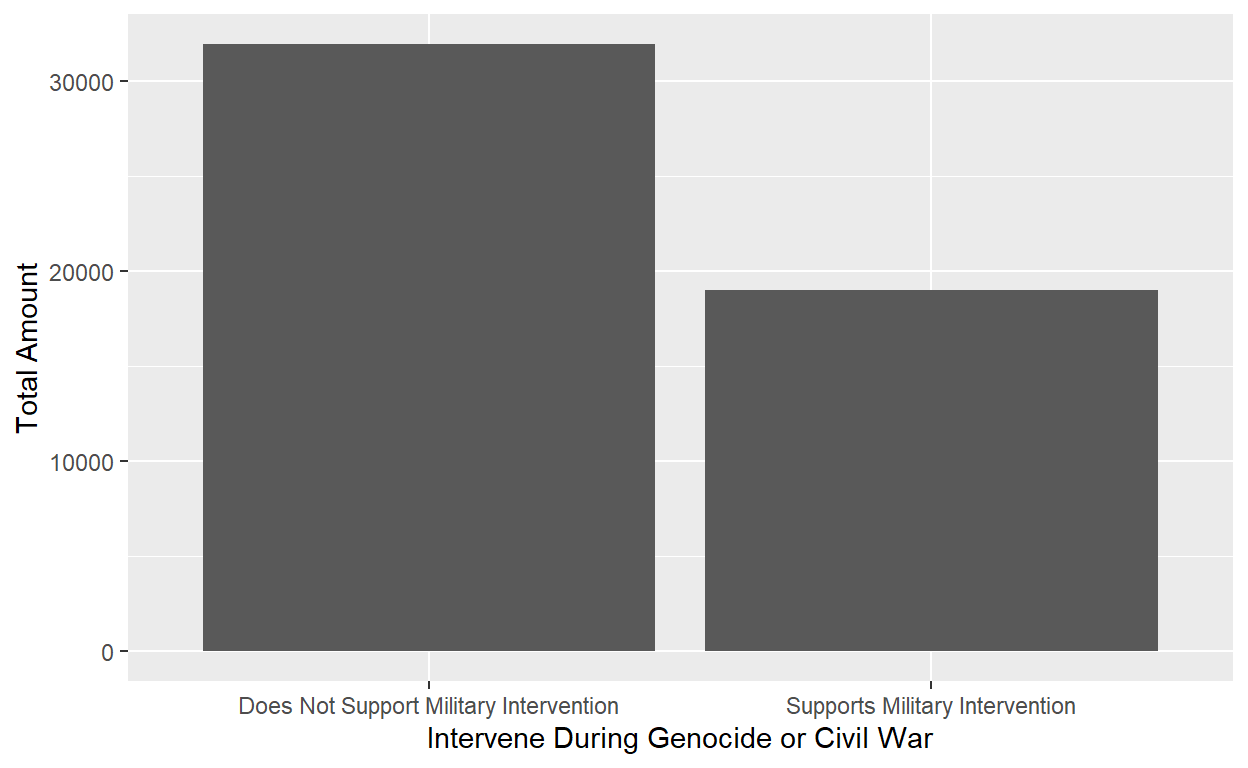 Total Amount
30000
20000
10000
0
Does Not Support Military Intervention
Supports Military Intervention
Intervene During Genocide or Civil War